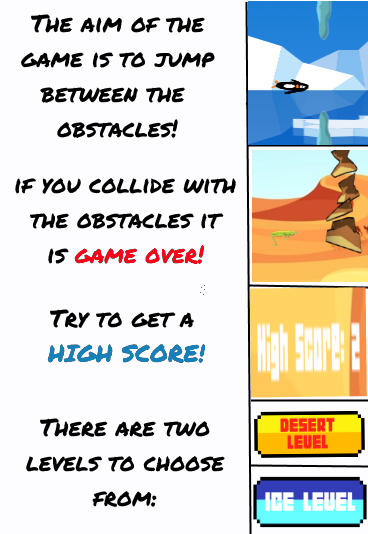 THE AIM OF THE
GAME IS TO JUMP
BETWEEN THE
OBSTACLES!
IF YOU COLLIDE WITH
THE OBSTACLES IT
IS GAME OVER!
TRY TO GET A
HIGH SCORE!
High Score: 2
THERE ARE TWO
LEVELS TO CHOOSE
FROM:
DESERT
LEVEL
ICE LEVEL